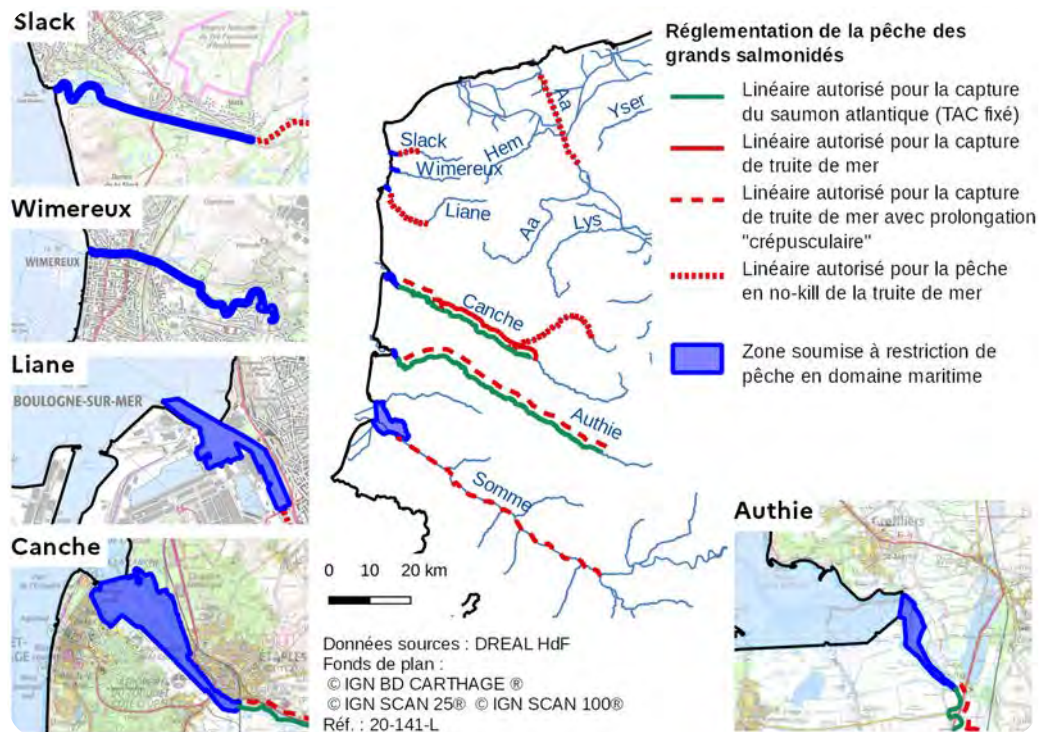 Slack
Wimereux
WIMEREUX
Liane
BOULOGNE-SUR-MER
Canche
ETAPLES
Slack
Wimereux
Liane
Hem
Aa
Yser
Aa
Lys
Canche
Authie
Somme
0 10 20 km
Données sources : DREAL HdF
Fonds de plan :
© IGN BD CARTHAGE ®
© IGN SCAN 25® © IGN SCAN 100®
Réf. : 20-141-L
Réglementation de la pêche des
grands salmonidés
Linéaire autorisé pour la capture
du saumon atlantique (TAC fixé)
Linéaire autorisé pour la capture
de truite de mer
Linéaire autorisé pour la capture
de truite de mer avec prolongation
"crépusculaire"
Linéaire autorisé pour la pêche
en no-kill de la truite de mer
Zone soumise à restriction de
pêche en domaine maritime
Authie